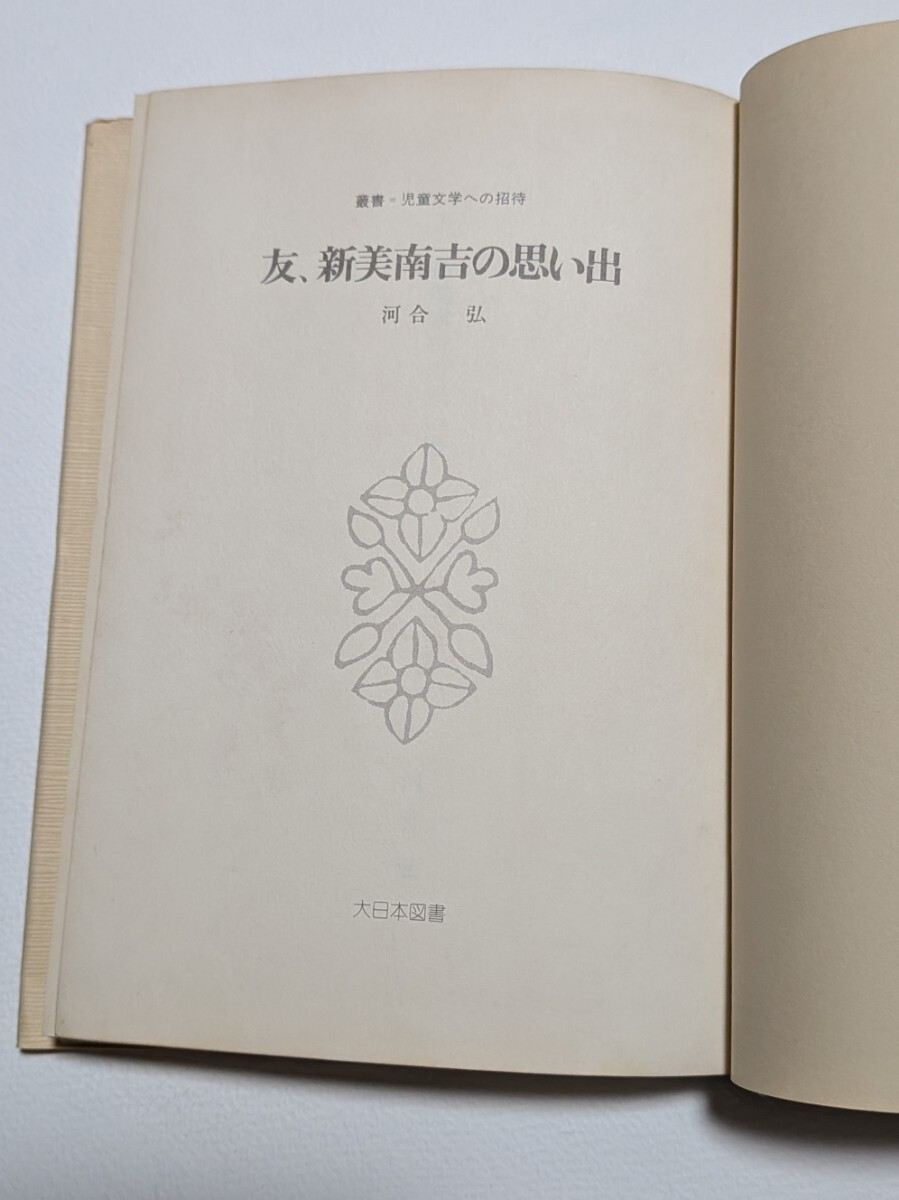 叢書=児童文学への招待
友、新美南吉の思い出
河合 弘
大日本図書